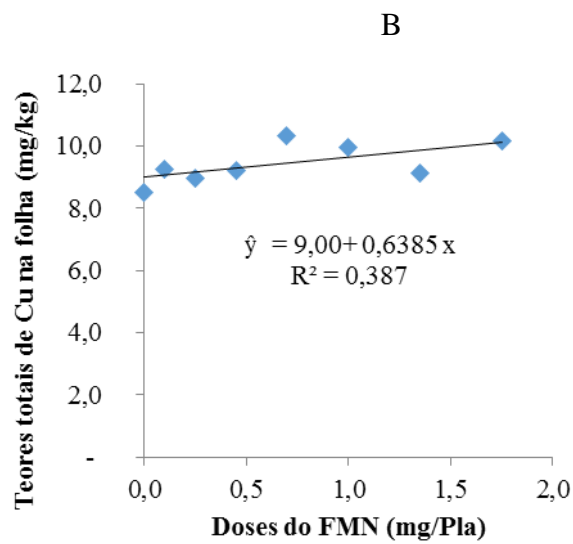 B
Teores totais de Cu na folha (mg/kg)
12,0
10,0
8,0
6,0
4,0
2,0
-
ŷ = 9,00+ 0,6385 x
R² = 0,387
0,0 0,5 1,0 1,5 2,0
Doses do FMN (mg/Pla)